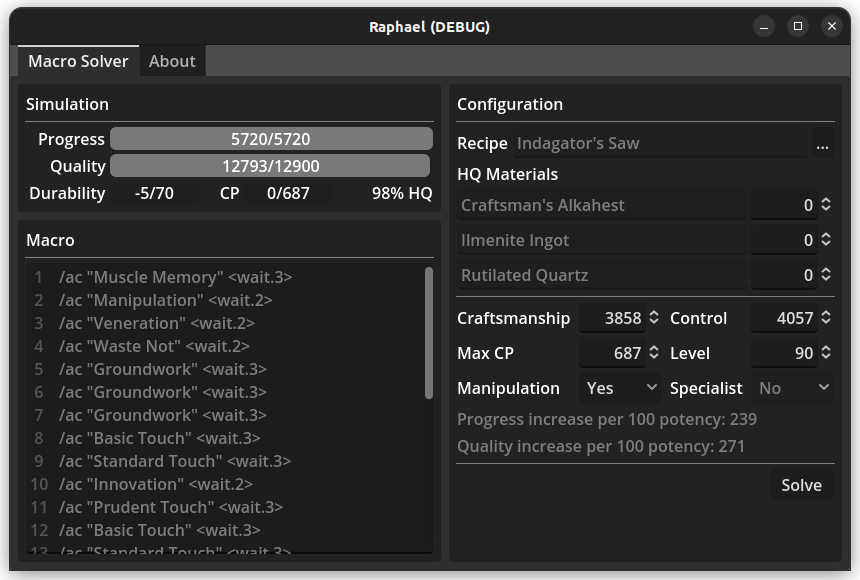 Raphael (DEBUG)
Macro Solver About
Simulation
Progress 5720/5720
Quality 12793/12900
Durability -5/70 CP 0/687 98% HQ
Macro
1 /ac "Muscle Memory" <wait.3>
2 /ac "Manipulation" <wait.2>
3 /ac "Veneration" <wait.2>
4 /ac "Waste Not" <wait.2>
5 /ac "Groundwork" <wait.3>
6 /ac "Groundwork" <wait.3>
7 /ac "Groundwork" <wait.3>
8 /ac "Basic Touch" <wait.3>
9 /ac "Standard Touch" <wait.3>
10 /ac "Innovation" <wait.2>
11 /ac "Prudent Touch" <wait.3>
12 /ac "Basic Touch" <wait.3>
13 /ac "Standard Touch" <wait.3>
Configuration
Recipe Indagator's Saw ...
HQ Materials
Craftsman's Alkahest 0
Ilmenite Ingot 0
Rutilated Quartz 0
Craftsmanship 3858 Control 4057
Max CP 687 Level 90
Manipulation Yes Specialist No
Progress increase per 100 potency: 239
Quality increase per 100 potency: 271
Solve